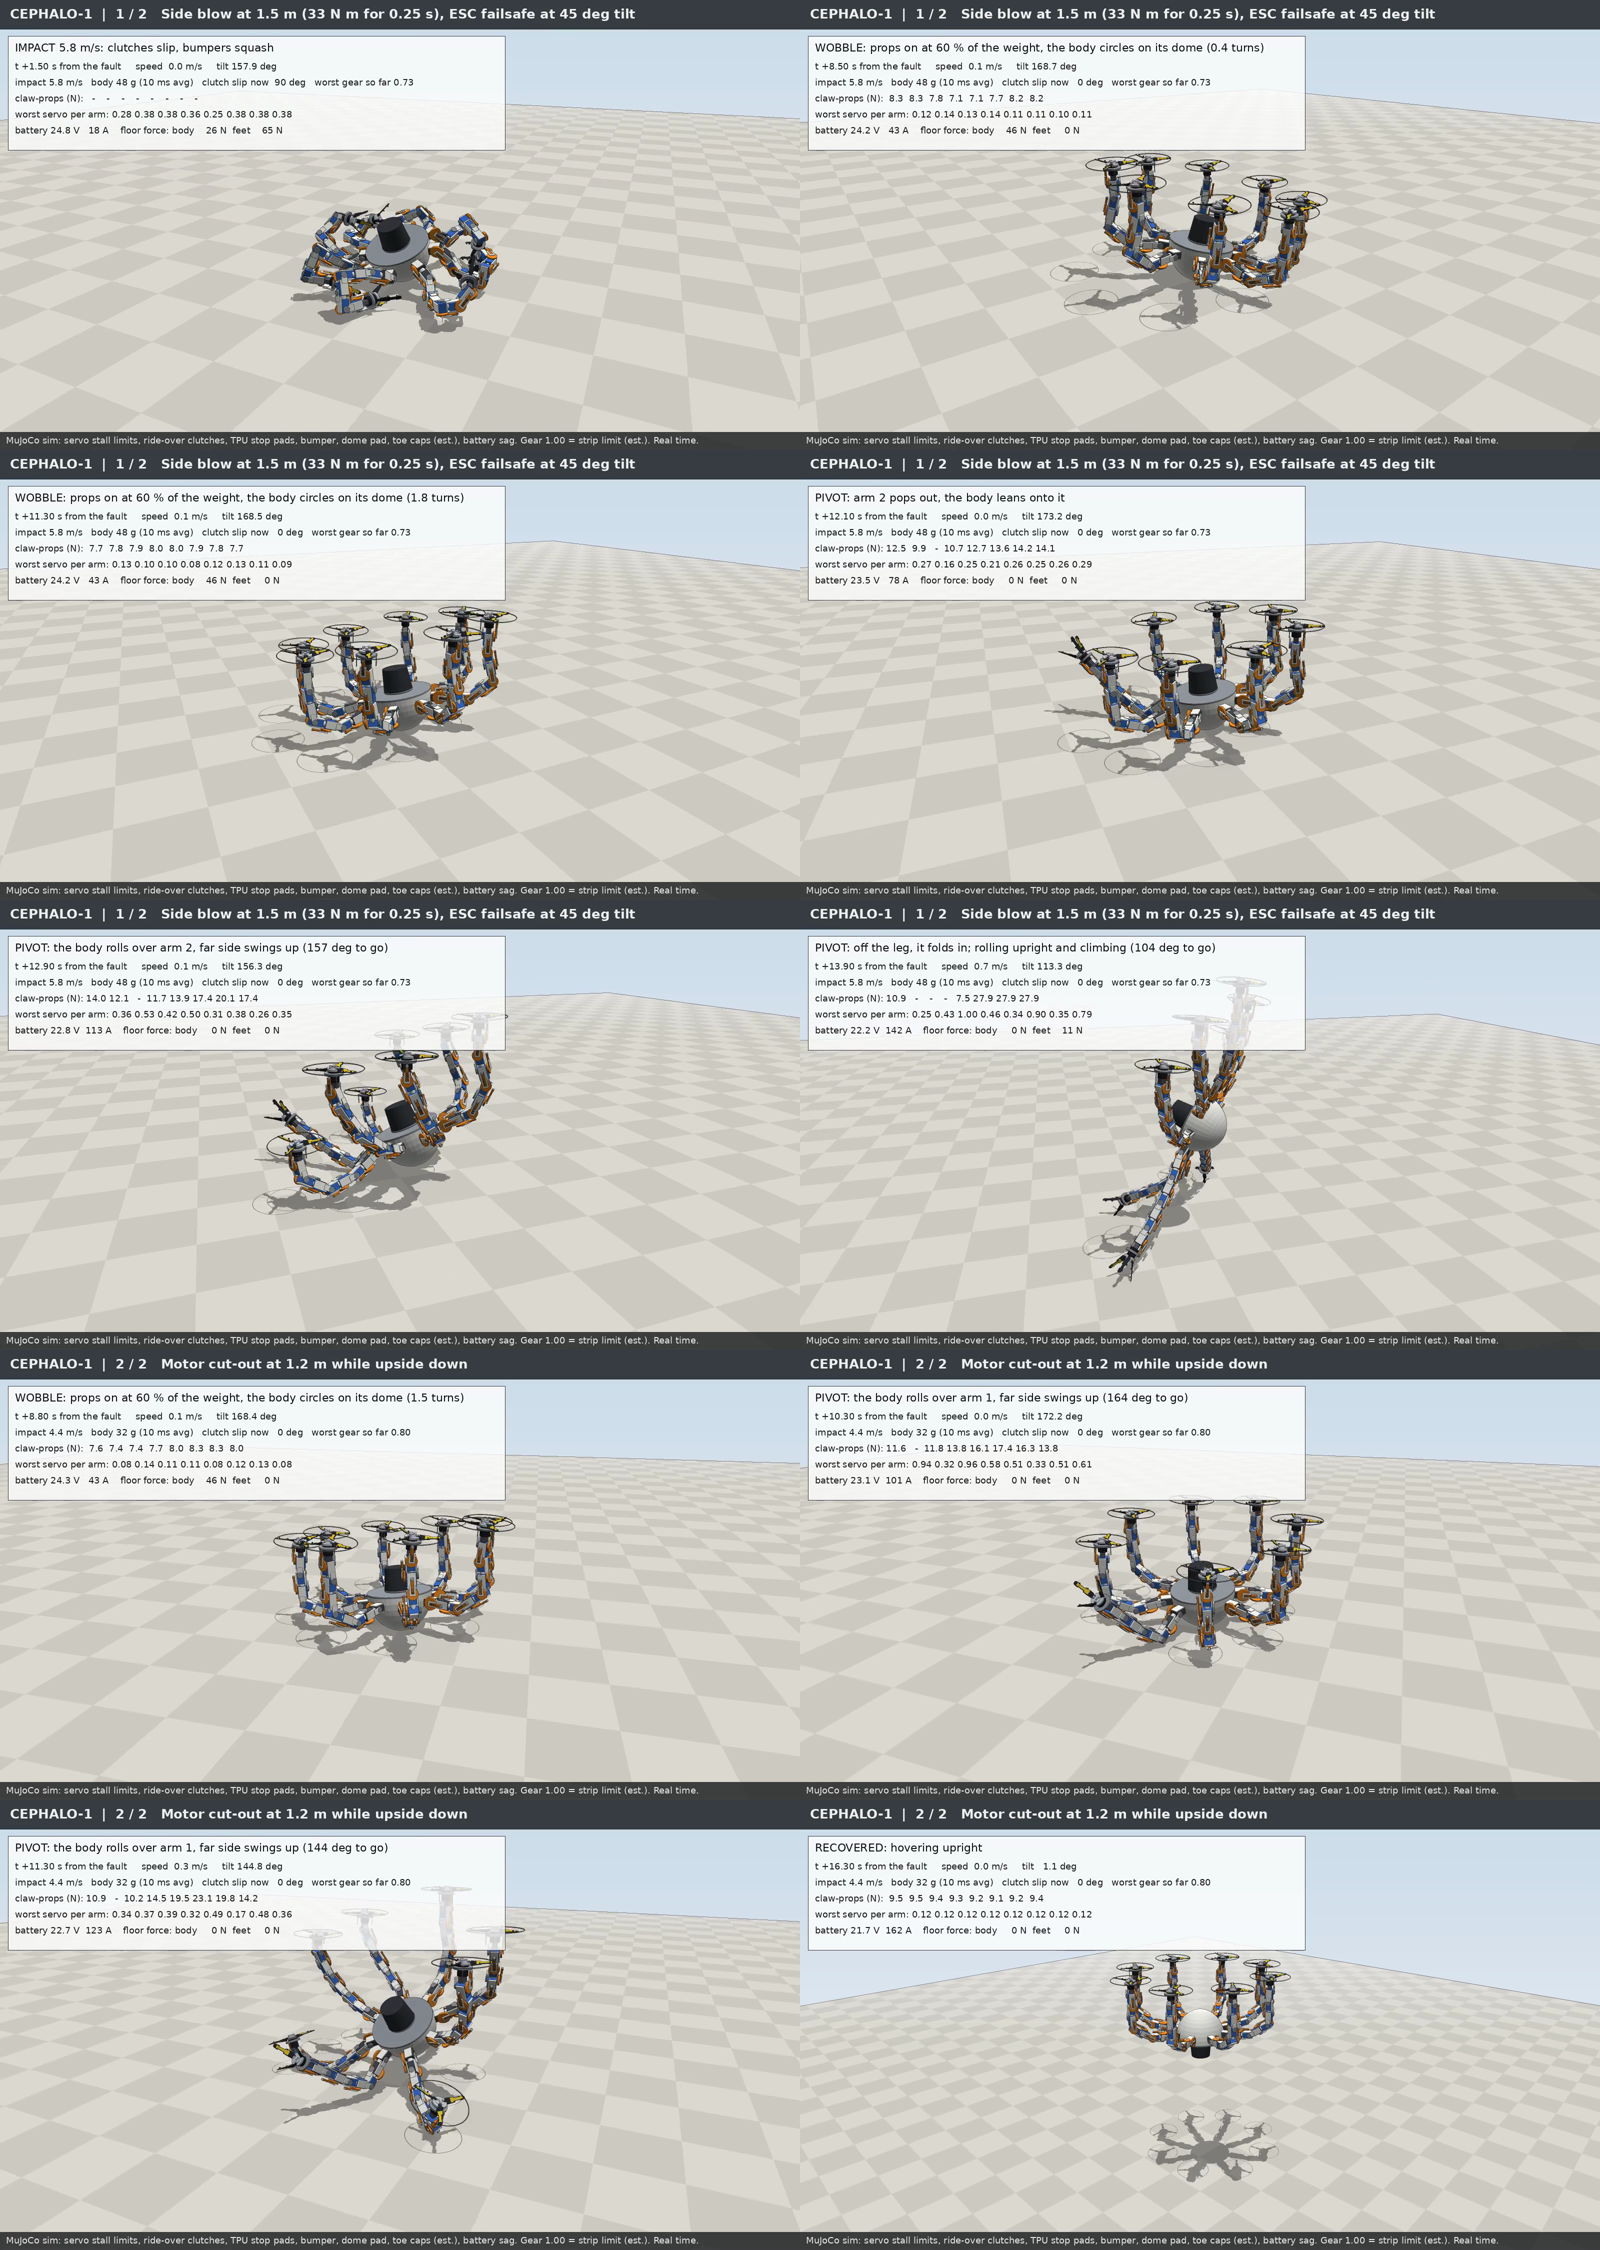 CEPHALO-1 | 1 / 2 Side blow at 1.5 m (33 N m for 0.25 s), ESC failsafe at 45 deg tilt
IMPACT 5.8 m/s: clutches slip, bumpers squash
t +1.50 s from the fault speed 0.0 m/s tilt 157.9 deg
impact 5.8 m/s body 48 g (10 ms avg) clutch slip now 90 deg worst gear so far 0.73
claw-props (N): - - - - - - - -
worst servo per arm: 0.28 0.38 0.38 0.36 0.25 0.38 0.38 0.38
battery 24.8 V 18 A floor force: body 26 N feet 65 N
MuJoCo sim: servo stall limits, ride-over clutches, TPU stop pads, bumper, dome pad, toe caps (est.), battery sag. Gear 1.00 = strip limit (est.). Real time.
CEPHALO-1 | 1 / 2 Side blow at 1.5 m (33 N m for 0.25 s), ESC failsafe at 45 deg tilt
WOBBLE: props on at 60 % of the weight, the body circles on its dome (0.4 turns)
t +8.50 s from the fault speed 0.1 m/s tilt 168.7 deg
impact 5.8 m/s body 48 g (10 ms avg) clutch slip now 0 deg worst gear so far 0.73
claw-props (N): 8.3 8.3 7.8 7.1 7.1 7.7 8.2 8.2
worst servo per arm: 0.12 0.14 0.13 0.14 0.11 0.11 0.10 0.11
battery 24.2 V 43 A floor force: body 46 N feet 0 N
MuJoCo sim: servo stall limits, ride-over clutches, TPU stop pads, bumper, dome pad, toe caps (est.), battery sag. Gear 1.00 = strip limit (est.). Real time.
CEPHALO-1 | 1 / 2 Side blow at 1.5 m (33 N m for 0.25 s), ESC failsafe at 45 deg tilt
WOBBLE: props on at 60 % of the weight, the body circles on its dome (1.8 turns)
t +11.30 s from the fault speed 0.1 m/s tilt 168.5 deg
impact 5.8 m/s body 48 g (10 ms avg) clutch slip now 0 deg worst gear so far 0.73
claw-props (N): 7.7 7.8 7.9 8.0 8.0 7.9 7.8 7.7
worst servo per arm: 0.13 0.10 0.10 0.08 0.12 0.13 0.11 0.09
battery 24.2 V 43 A floor force: body 46 N feet 0 N
MuJoCo sim: servo stall limits, ride-over clutches, TPU stop pads, bumper, dome pad, toe caps (est.), battery sag. Gear 1.00 = strip limit (est.). Real time.
CEPHALO-1 | 1 / 2 Side blow at 1.5 m (33 N m for 0.25 s), ESC failsafe at 45 deg tilt
PIVOT: arm 2 pops out, the body leans onto it
t +12.10 s from the fault speed 0.0 m/s tilt 173.2 deg
impact 5.8 m/s body 48 g (10 ms avg) clutch slip now 0 deg worst gear so far 0.73
claw-props (N): 12.5 9.9 - 10.7 12.7 13.6 14.2 14.1
worst servo per arm: 0.27 0.16 0.25 0.21 0.26 0.25 0.26 0.29
battery 23.5 V 78 A floor force: body 0 N feet 0 N
MuJoCo sim: servo stall limits, ride-over clutches, TPU stop pads, bumper, dome pad, toe caps (est.), battery sag. Gear 1.00 = strip limit (est.). Real time.
CEPHALO-1 | 1 / 2 Side blow at 1.5 m (33 N m for 0.25 s), ESC failsafe at 45 deg tilt
PIVOT: the body rolls over arm 2, far side swings up (157 deg to go)
t +12.90 s from the fault speed 0.1 m/s tilt 156.3 deg
impact 5.8 m/s body 48 g (10 ms avg) clutch slip now 0 deg worst gear so far 0.73
claw-props (N): 14.0 12.1 - 11.7 13.9 17.4 20.1 17.4
worst servo per arm: 0.36 0.53 0.42 0.50 0.31 0.38 0.26 0.35
battery 22.8 V 113 A floor force: body 0 N feet 0 N
MuJoCo sim: servo stall limits, ride-over clutches, TPU stop pads, bumper, dome pad, toe caps (est.), battery sag. Gear 1.00 = strip limit (est.). Real time.
CEPHALO-1 | 1 / 2 Side blow at 1.5 m (33 N m for 0.25 s), ESC failsafe at 45 deg tilt
PIVOT: off the leg, it folds in; rolling upright and climbing (104 deg to go)
t +13.90 s from the fault speed 0.7 m/s tilt 113.3 deg
impact 5.8 m/s body 48 g (10 ms avg) clutch slip now 0 deg worst gear so far 0.73
claw-props (N): 10.9 - - - 7.5 27.9 27.9 27.9
worst servo per arm: 0.25 0.43 1.00 0.46 0.34 0.90 0.35 0.79
battery 22.2 V 142 A floor force: body 0 N feet 11 N
MuJoCo sim: servo stall limits, ride-over clutches, TPU stop pads, bumper, dome pad, toe caps (est.), battery sag. Gear 1.00 = strip limit (est.). Real time.
CEPHALO-1 | 2 / 2 Motor cut-out at 1.2 m while upside down
WOBBLE: props on at 60 % of the weight, the body circles on its dome (1.5 turns)
t +8.80 s from the fault speed 0.1 m/s tilt 168.4 deg
impact 4.4 m/s body 32 g (10 ms avg) clutch slip now 0 deg worst gear so far 0.80
claw-props (N): 7.6 7.4 7.4 7.7 8.0 8.3 8.3 8.0
worst servo per arm: 0.08 0.14 0.11 0.11 0.08 0.12 0.13 0.08
battery 24.3 V 43 A floor force: body 46 N feet 0 N
MuJoCo sim: servo stall limits, ride-over clutches, TPU stop pads, bumper, dome pad, toe caps (est.), battery sag. Gear 1.00 = strip limit (est.). Real time.
CEPHALO-1 | 2 / 2 Motor cut-out at 1.2 m while upside down
PIVOT: the body rolls over arm 1, far side swings up (164 deg to go)
t +10.30 s from the fault speed 0.0 m/s tilt 172.2 deg
impact 4.4 m/s body 32 g (10 ms avg) clutch slip now 0 deg worst gear so far 0.80
claw-props (N): 11.6 - 11.8 13.8 16.1 17.4 16.3 13.8
worst servo per arm: 0.94 0.32 0.96 0.58 0.51 0.33 0.51 0.61
battery 23.1 V 101 A floor force: body 0 N feet 0 N
MuJoCo sim: servo stall limits, ride-over clutches, TPU stop pads, bumper, dome pad, toe caps (est.), battery sag. Gear 1.00 = strip limit (est.). Real time.
CEPHALO-1 | 2 / 2 Motor cut-out at 1.2 m while upside down
PIVOT: the body rolls over arm 1, far side swings up (144 deg to go)
t +11.30 s from the fault speed 0.3 m/s tilt 144.8 deg
impact 4.4 m/s body 32 g (10 ms avg) clutch slip now 0 deg worst gear so far 0.80
claw-props (N): 10.9 - 10.2 14.5 19.5 23.1 19.8 14.2
worst servo per arm: 0.34 0.37 0.39 0.32 0.49 0.17 0.48 0.36
battery 22.7 V 123 A floor force: body 0 N feet 0 N
MuJoCo sim: servo stall limits, ride-over clutches, TPU stop pads, bumper, dome pad, toe caps (est.), battery sag. Gear 1.00 = strip limit (est.). Real time.
CEPHALO-1 | 2 / 2 Motor cut-out at 1.2 m while upside down
RECOVERED: hovering upright
t +16.30 s from the fault speed 0.0 m/s tilt 1.1 deg
impact 4.4 m/s body 32 g (10 ms avg) clutch slip now 0 deg worst gear so far 0.80
claw-props (N): 9.5 9.5 9.4 9.3 9.2 9.1 9.2 9.4
worst servo per arm: 0.12 0.12 0.12 0.12 0.12 0.12 0.12 0.12
battery 21.7 V 162 A floor force: body 0 N feet 0 N
MuJoCo sim: servo stall limits, ride-over clutches, TPU stop pads, bumper, dome pad, toe caps (est.), battery sag. Gear 1.00 = strip limit (est.). Real time.